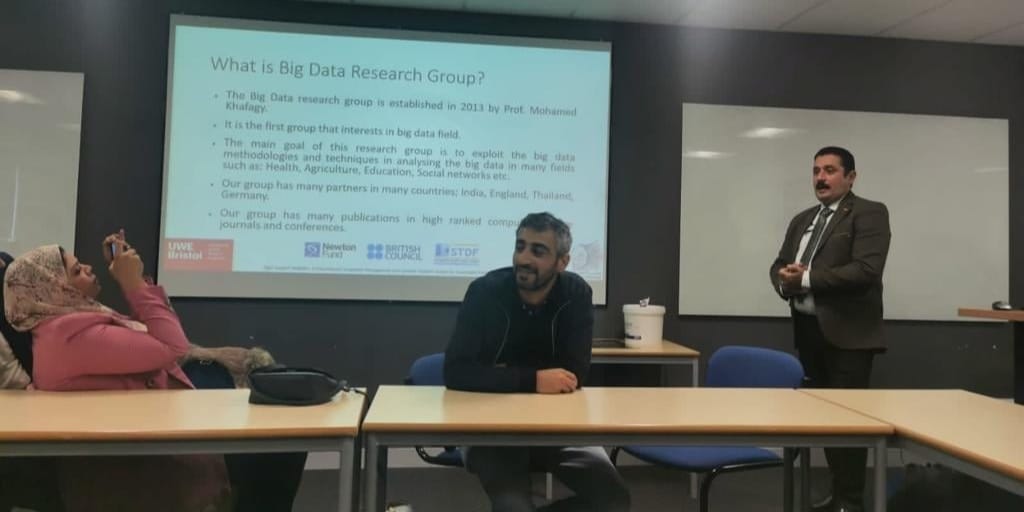 What is Big Data Research Group?
• The Big Data research group is established in 2013 by Prof. Mohamed
Khafagy.
• It is the first group that interests in big data field.
• The main goal of this research group is to exploit the big data
methodologies and techniques in analysing the big data in many fields
such as: Health, Agriculture, Education, Social networks etc.
• Our group has many partners in many countries; India, England, Thailand,
Germany.
• Our group has many publications in high ranked
journals and conferences.
UWE
Bristol
Newton
Fund
BRITISH
COUNCIL
STDF